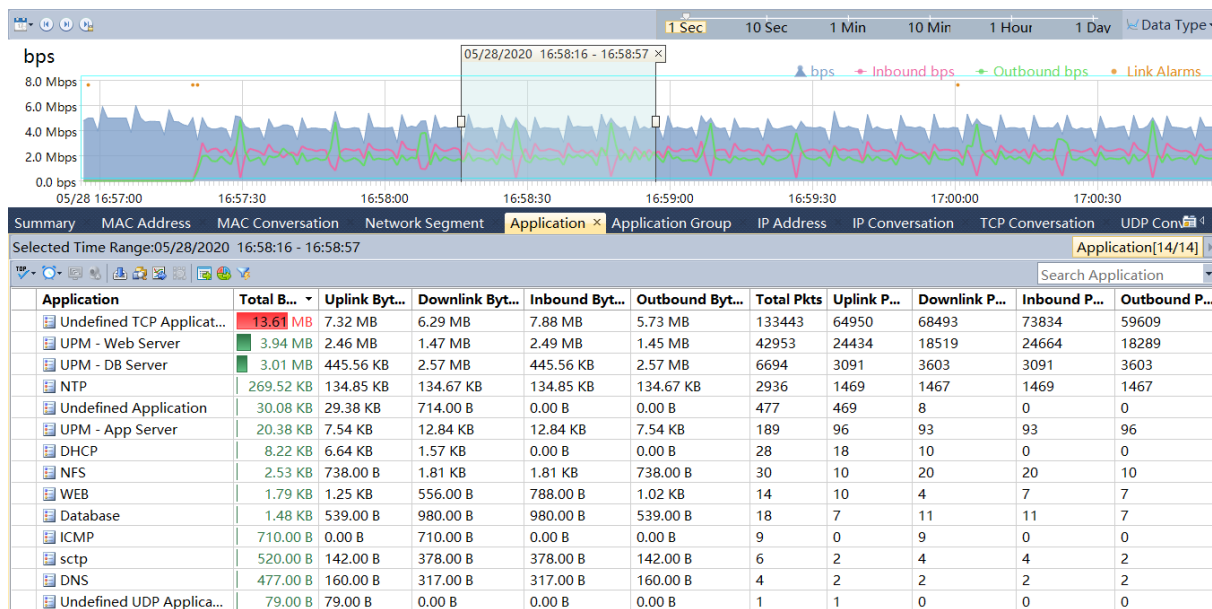 1 Sec 10 Sec 1 Min 10 Min 1 Hour 1 Day Data Type
bps
05/28/2020 16:58:16 - 16:58:57 ×
bps Inbound bps Outbound bps Link Alarms
8.0 Mbps
6.0 Mbps
4.0 Mbps
2.0 Mbps
0.0 bps
05/28 16:57:00 16:57:30 16:58:00 16:58:30 16:59:00 16:59:30 17:00:00 17:00:30
Summary MAC Address MAC Conversation Network Segment Application × Application Group IP Address IP Conversation TCP Conversation UDP Conv
Selected Time Range:05/28/2020 16:58:16 - 16:58:57 Application[14/14]
TOP Search Application
Application Total B... Uplink Byt... Downlink Byt... Inbound Byt... Outbound Byt... Total Pkts Uplink P... Downlink P... Inbound P... Outbound P...
Undefined TCP Applicat... 13.61 MB 7.32 MB 6.29 MB 7.88 MB 5.73 MB 133443 64950 68493 73834 59609
UPM - Web Server 3.94 MB 2.46 MB 1.47 MB 2.49 MB 1.45 MB 42953 24434 18519 24664 18289
UPM - DB Server 3.01 MB 445.56 KB 2.57 MB 445.56 KB 2.57 MB 6694 3091 3603 3091 3603
NTP 269.52 KB 134.85 KB 134.67 KB 134.85 KB 134.67 KB 2936 1469 1467 1469 1467
Undefined Application 30.08 KB 29.38 KB 714.00 B 0.00 B 0.00 B 477 469 8 0 0
UPM - App Server 20.38 KB 7.54 KB 12.84 KB 12.84 KB 7.54 KB 189 96 93 93 96
DHCP 8.22 KB 6.64 KB 1.57 KB 0.00 B 0.00 B 28 18 10 0 0
NFS 2.53 KB 738.00 B 1.81 KB 1.81 KB 738.00 B 30 10 20 20 10
WEB 1.79 KB 1.25 KB 556.00 B 788.00 B 1.02 KB 14 10 4 7 7
Database 1.48 KB 539.00 B 980.00 B 980.00 B 539.00 B 18 7 11 11 7
ICMP 710.00 B 0.00 B 710.00 B 0.00 B 0.00 B 9 0 9 0 0
sctp 520.00 B 142.00 B 378.00 B 378.00 B 142.00 B 6 2 4 4 2
DNS 477.00 B 160.00 B 317.00 B 317.00 B 160.00 B 4 2 2 2 2
Undefined UDP Applica... 79.00 B 79.00 B 0.00 B 0.00 B 0.00 B 1 1 0 0 0